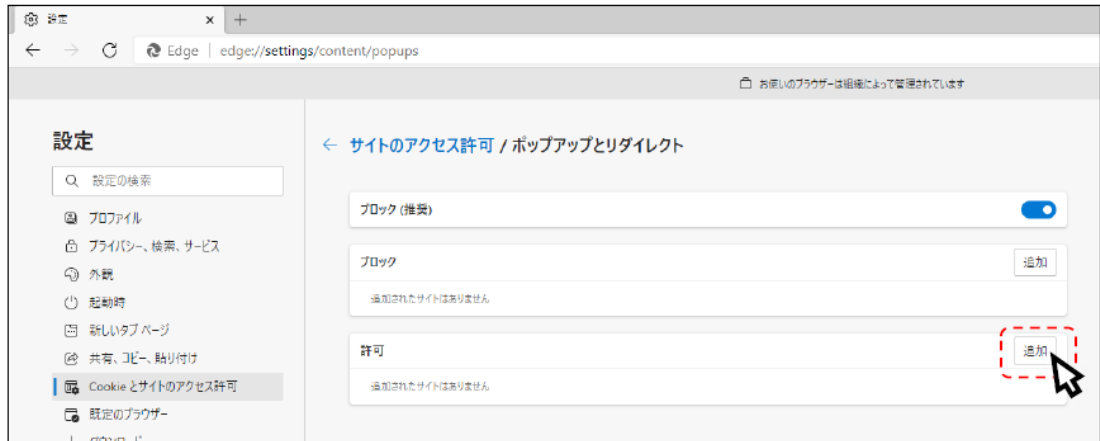 設定
Edge | edge://settings/content/popups
お使いのブラウザーは組織によって管理されています
設定
← サイトのアクセス許可 / ポップアップとリダイレクト
設定の検索
ブロック (推奨)
プロファイル
プライバシー、検索、サービス
ブロック
追加
外観
追加されたサイトはありません
起動時
新しいタブ ページ
許可
追加
共有、コピー、貼り付け
追加されたサイトはありません
Cookie とサイトのアクセス許可
既定のブラウザー